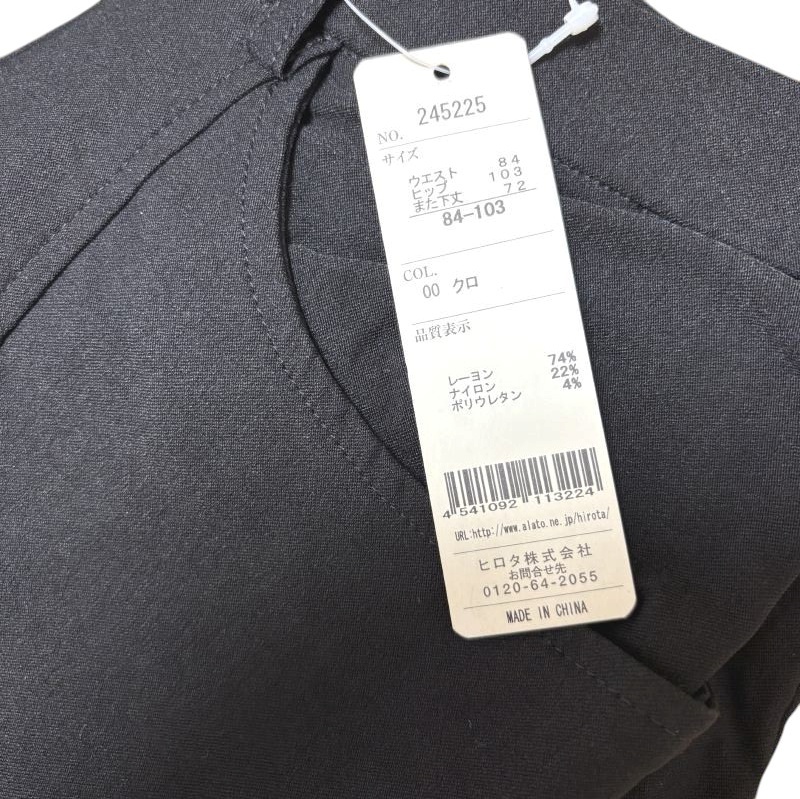 NO. 245225
サイズ
ウエスト 84
ヒップ 103
また下丈 72
84-103
COL.
00 クロ
品質表示
レーヨン 74%
ナイロン 22%
ポリウレタン 4%
4 541092 113224
URL:http://www.alato.ne.jp/hirota/
ヒロタ株式会社
お問合せ先
0120-64-2055
MADE IN CHINA